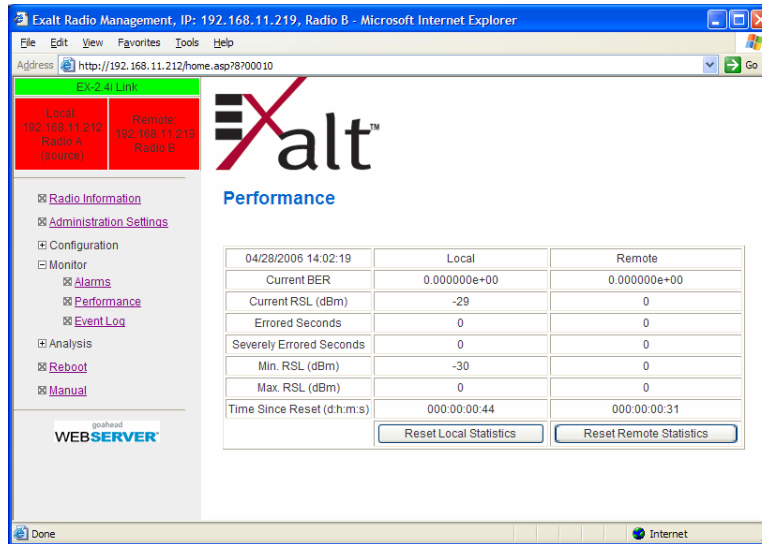 Exalt Radio Management, IP: 192.168.11.219, Radio B - Microsoft Internet Explorer
File Edit View Favorites Tools Help
Address http://192.168.11.212/home.asp?8?00010 Go
EX-2.4i Link
Local: 192.168.11.212 Radio A (source)
Remote: 192.168.11.219 Radio B
Exalt™
Radio Information
Administration Settings
Configuration
Monitor
Alarms
Performance
Event Log
Analysis
Reboot
Manual
goahead
WEBSERVER
Performance
04/28/2006 14:02:19 Local Remote
Current BER 0.000000e+00 0.000000e+00
Current RSL (dBm) -29 0
Errored Seconds 0 0
Severely Errored Seconds 0 0
Min. RSL (dBm) -30 0
Max. RSL (dBm) 0 0
Time Since Reset (d:h:m:s) 000:00:00:44 000:00:00:31
Reset Local Statistics Reset Remote Statistics
Done Internet